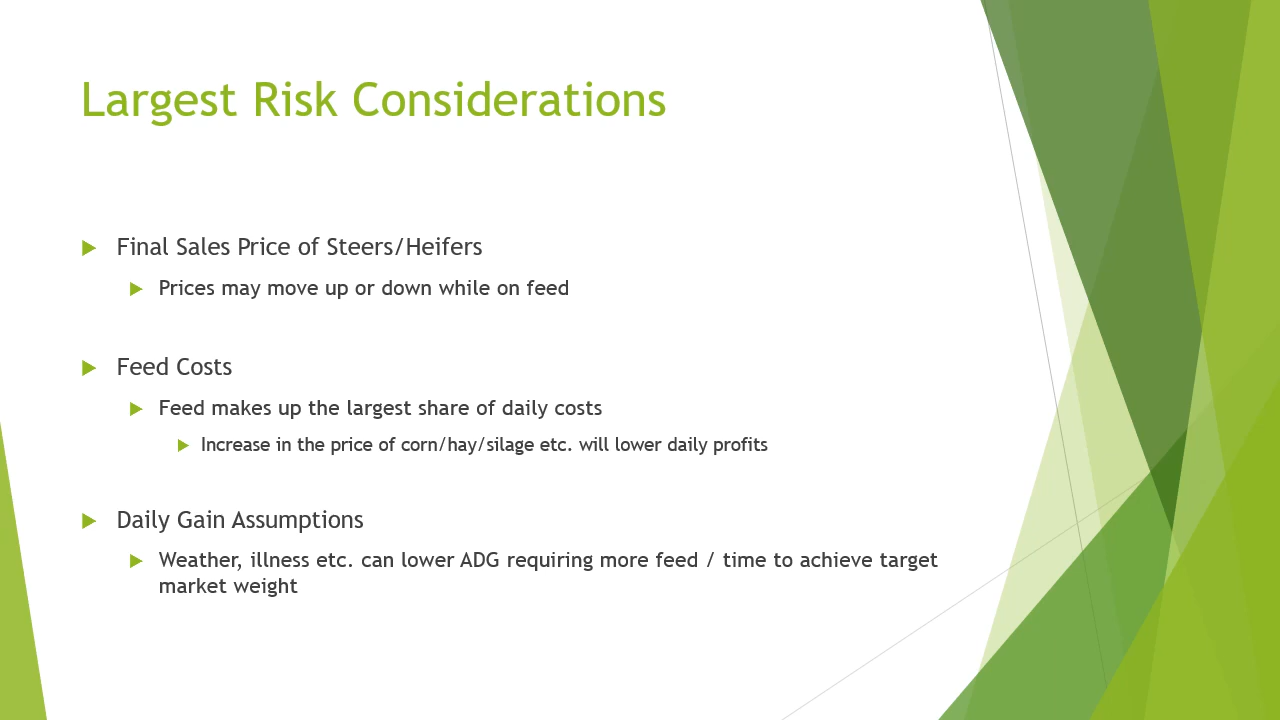 Largest Risk Considerations
Final Sales Price of Steers/Heifers
Prices may move up or down while on feed
Feed Costs
Feed makes up the largest share of daily costs
Increase in the price of corn/hay/silage etc. will lower daily profits
Daily Gain Assumptions
Weather, illness etc. can lower ADG requiring more feed / time to achieve target
market weight